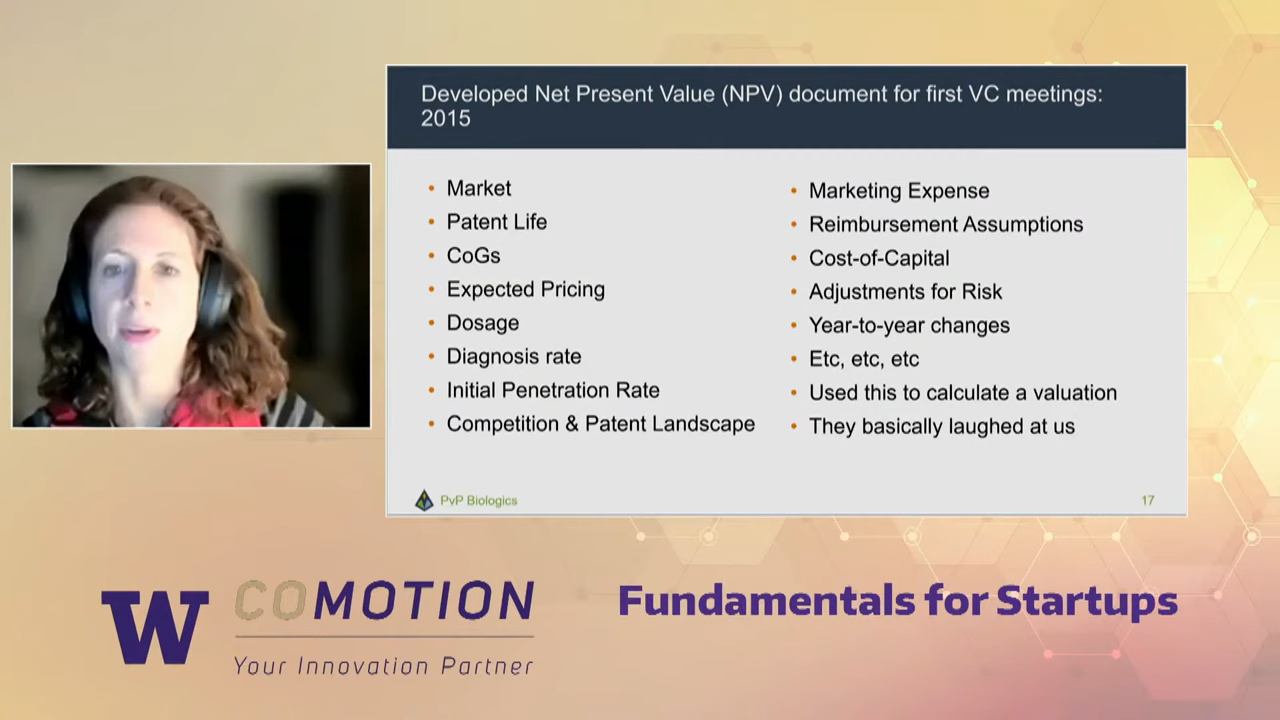 Developed Net Present Value (NPV) document for first VC meetings:
2015
• Market
• Patent Life
• CoGs
• Expected Pricing
• Dosage
• Diagnosis rate
• Initial Penetration Rate
• Competition & Patent Landscape
• Marketing Expense
• Reimbursement Assumptions
• Cost-of-Capital
• Adjustments for Risk
• Year-to-year changes
• Etc, etc, etc
• Used this to calculate a valuation
• They basically laughed at us
PvP Biologics
17
W
COMOTION
Your Innovation Partner
Fundamentals for Startups